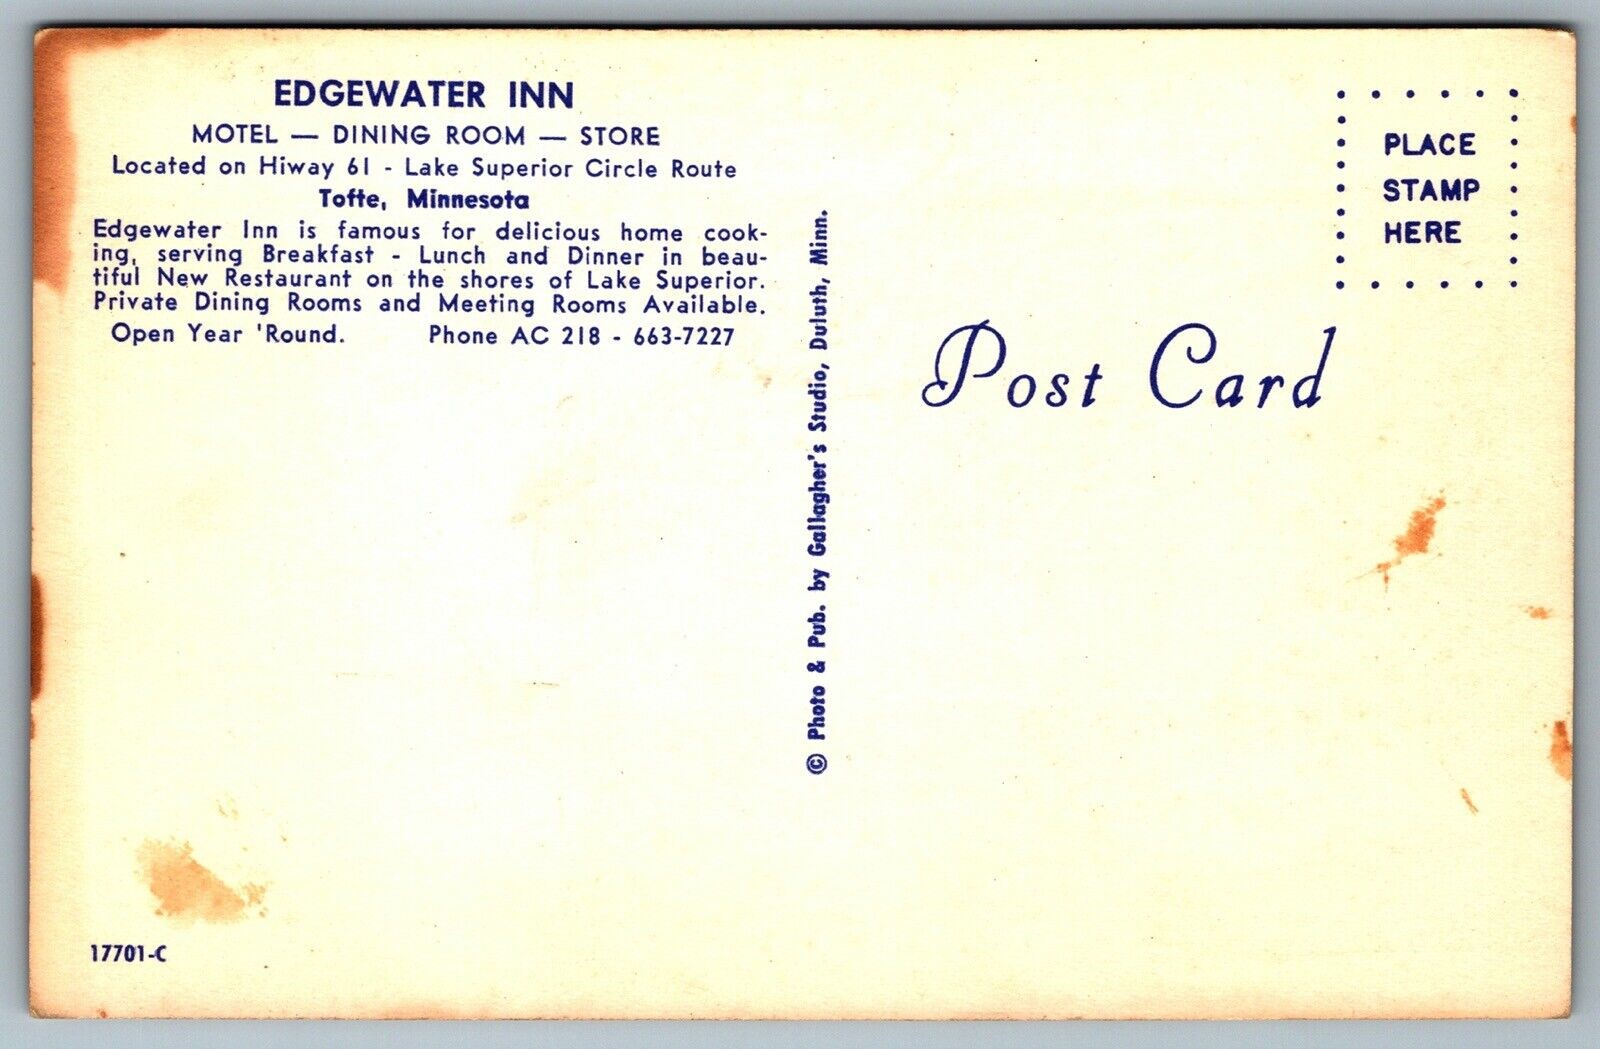 EDGEWATER INN
MOTEL — DINING ROOM — STORE
Located on Hiway 61 - Lake Superior Circle Route
Tofte, Minnesota
Edgewater Inn is famous for delicious home cook-
ing, serving Breakfast - Lunch and Dinner in beau-
tiful New Restaurant on the shores of Lake Superior.
Private Dining Rooms and Meeting Rooms Available.
Open Year 'Round. Phone AC 218 - 663-7227
17701-C
© Photo & Pub. by Gallagher's Studio, Duluth, Minn.
PLACE
STAMP
HERE
Post Card